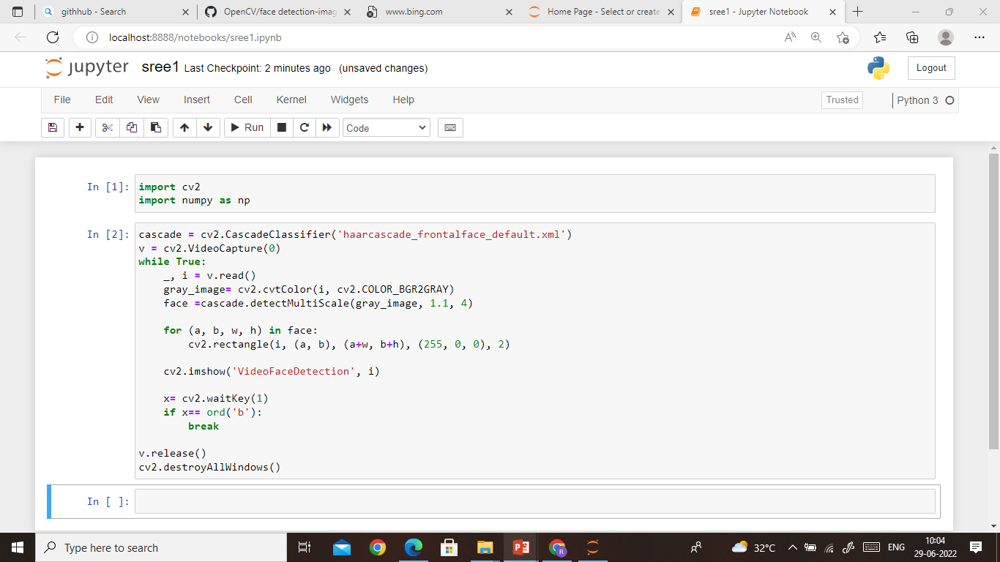 githhub - Search
OpenCV/face detection-imag
www.bing.com
Home Page - Select or create
sree1 - Jupyter Notebook
localhost:8888/notebooks/sree1.ipynb
jupyter sree1 Last Checkpoint: 2 minutes ago (unsaved changes)
Logout
File Edit View Insert Cell Kernel Widgets Help
Trusted
Python 3
Run
Code
In [1]:
import cv2
import numpy as np
In [2]:
cascade = cv2.CascadeClassifier('haarcascade_frontalface_default.xml')
v = cv2.VideoCapture(0)
while True:
    _, i = v.read()
    gray_image= cv2.cvtColor(i, cv2.COLOR_BGR2GRAY)
    face =cascade.detectMultiScale(gray_image, 1.1, 4)
    for (a, b, w, h) in face:
        cv2.rectangle(i, (a, b), (a+w, b+h), (255, 0, 0), 2)
    cv2.imshow('VideoFaceDetection', i)
    x= cv2.waitKey(1)
    if x== ord('b'):
        break
v.release()
cv2.destroyAllWindows()
In [ ]:
Type here to search
32°C
ENG
10:04
29-06-2022